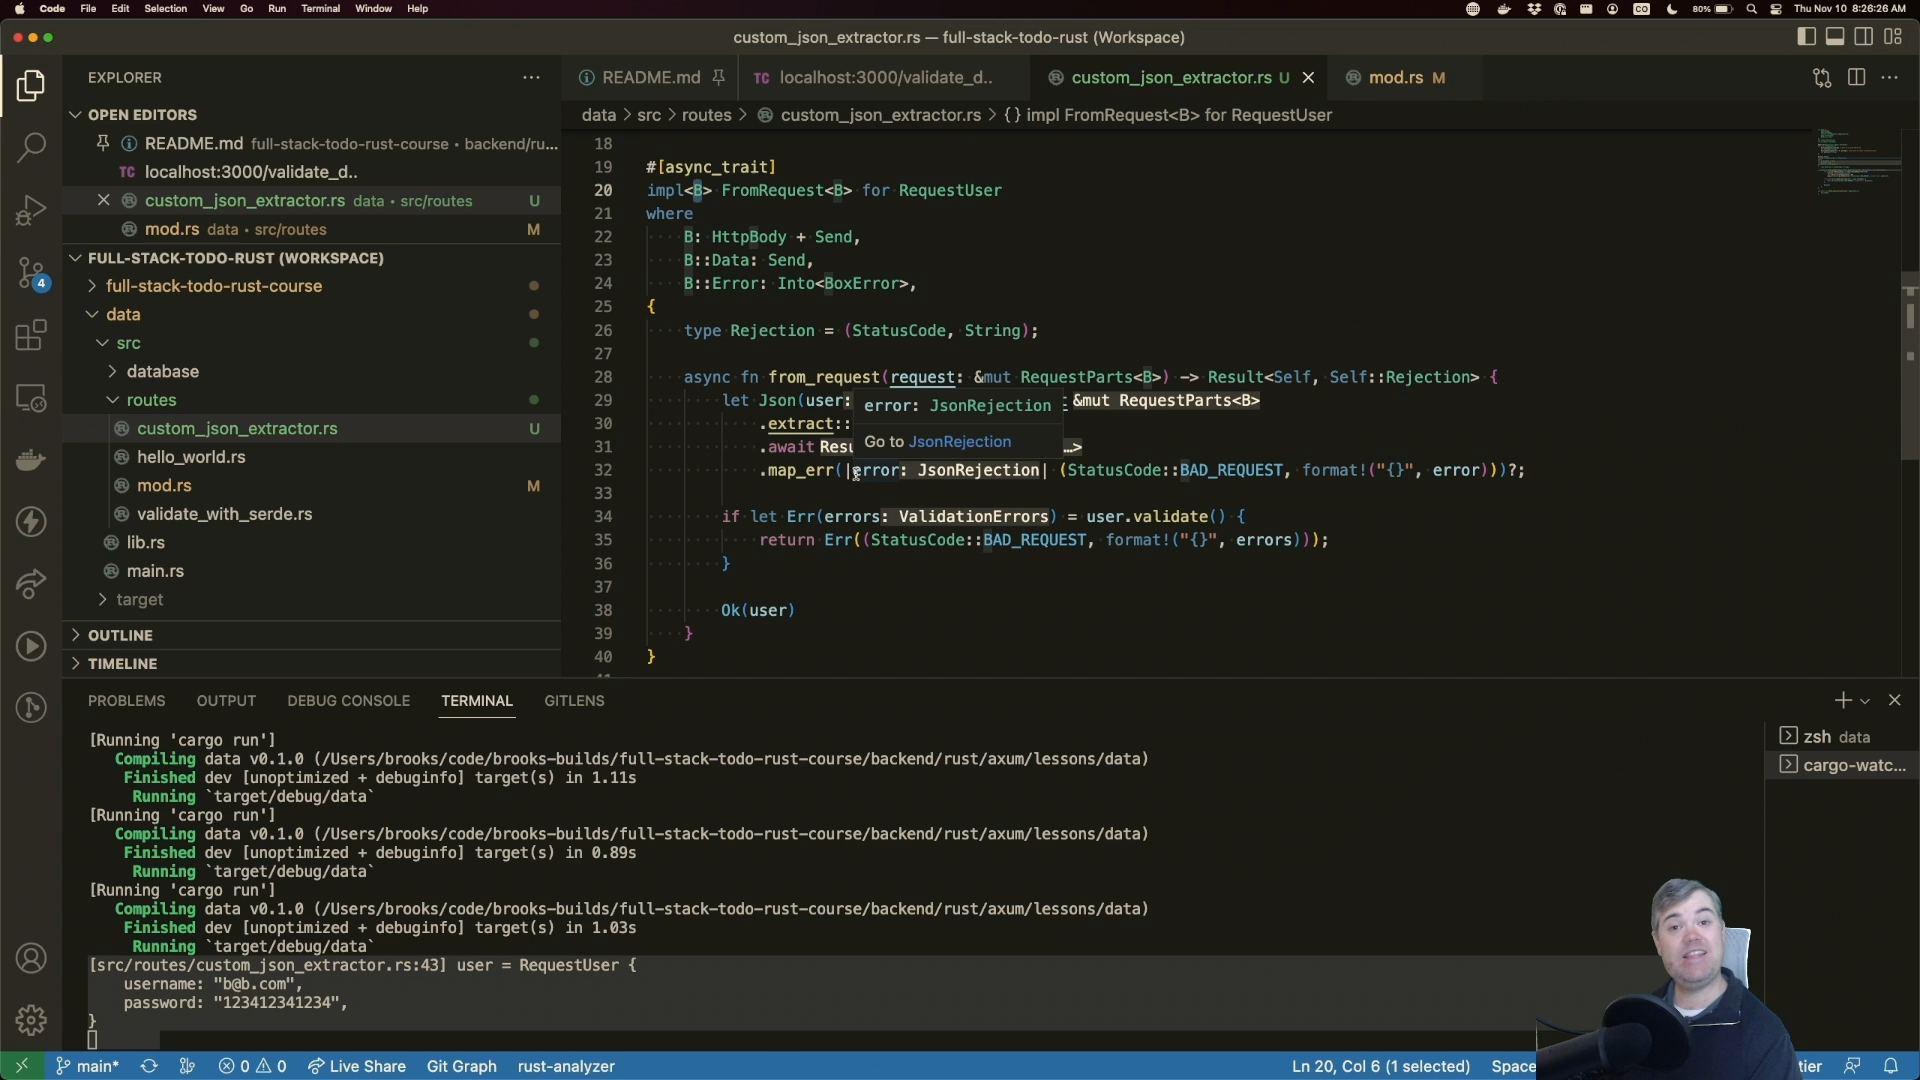 Code File Edit Selection View Go Run Terminal Window Help
CO 80% Thu Nov 10 8:26:26 AM
custom_json_extractor.rs — full-stack-todo-rust (Workspace)
EXPLORER
README.md
TC localhost:3000/validate_d..
custom_json_extractor.rs U
mod.rs M
data > src > routes > custom_json_extractor.rs > {} impl FromRequest<B> for RequestUser
OPEN EDITORS
README.md full-stack-todo-rust-course • backend/ru...
TC localhost:3000/validate_d..
custom_json_extractor.rs data • src/routes U
mod.rs data • src/routes M
FULL-STACK-TODO-RUST (WORKSPACE)
full-stack-todo-rust-course
data
src
database
routes
custom_json_extractor.rs U
hello_world.rs
mod.rs M
validate_with_serde.rs
lib.rs
main.rs
target
OUTLINE
TIMELINE
4
18
19 #[async_trait]
20 impl<B> FromRequest<B> for RequestUser
21 where
22 B: HttpBody + Send,
23 B::Data: Send,
24 B::Error: Into<BoxError>,
25 {
26 type Rejection = (StatusCode, String);
27
28 async fn from_request(request: &mut RequestParts<B>) -> Result<Self, Self::Rejection> {
29 let Json(user: &mut RequestParts<B>
error: JsonRejection
30 .extract::
Go to JsonRejection
31 .await Resu …>
32 .map_err(|error: JsonRejection| (StatusCode::BAD_REQUEST, format!("{}", error)))?;
33
34 if let Err(errors: ValidationErrors) = user.validate() {
35 return Err((StatusCode::BAD_REQUEST, format!("{}", errors)));
36 }
37
38 Ok(user)
39 }
40 }
PROBLEMS OUTPUT DEBUG CONSOLE TERMINAL GITLENS
zsh data
cargo-watc...
[Running 'cargo run']
Compiling data v0.1.0 (/Users/brooks/code/brooks-builds/full-stack-todo-rust-course/backend/rust/axum/lessons/data)
Finished dev [unoptimized + debuginfo] target(s) in 1.11s
Running `target/debug/data`
[Running 'cargo run']
Compiling data v0.1.0 (/Users/brooks/code/brooks-builds/full-stack-todo-rust-course/backend/rust/axum/lessons/data)
Finished dev [unoptimized + debuginfo] target(s) in 0.89s
Running `target/debug/data`
[Running 'cargo run']
Compiling data v0.1.0 (/Users/brooks/code/brooks-builds/full-stack-todo-rust-course/backend/rust/axum/lessons/data)
Finished dev [unoptimized + debuginfo] target(s) in 1.03s
Running `target/debug/data`
[src/routes/custom_json_extractor.rs:43] user = RequestUser {
username: "b@b.com",
password: "123412341234",
}
main* 0 0 Live Share Git Graph rust-analyzer Ln 20, Col 6 (1 selected) Space tier